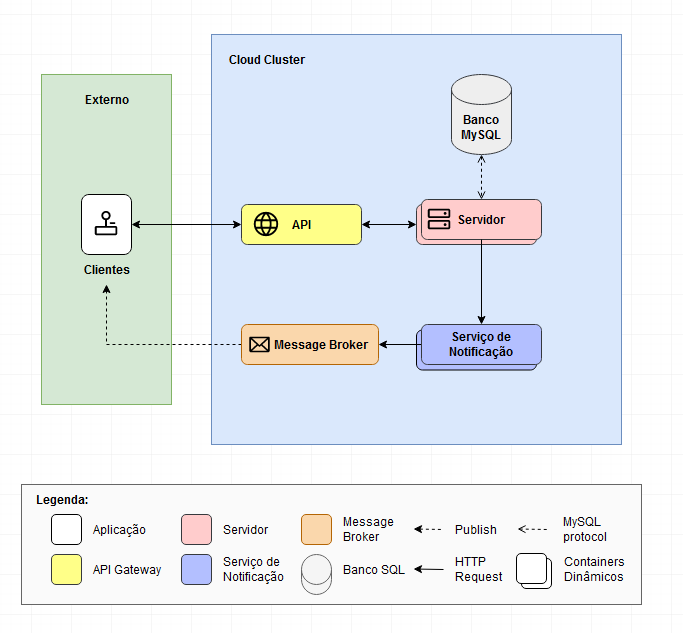 Cloud Cluster
Externo
Banco
MySQL
API
Servidor
Clientes
Message Broker
Serviço de
Notificação
Legenda:
Aplicação
Servidor
Message
Broker
Publish
MySQL
protocol
API Gateway
Serviço de
Notificação
Banco SQL
HTTP
Request
Containers
Dinâmicos